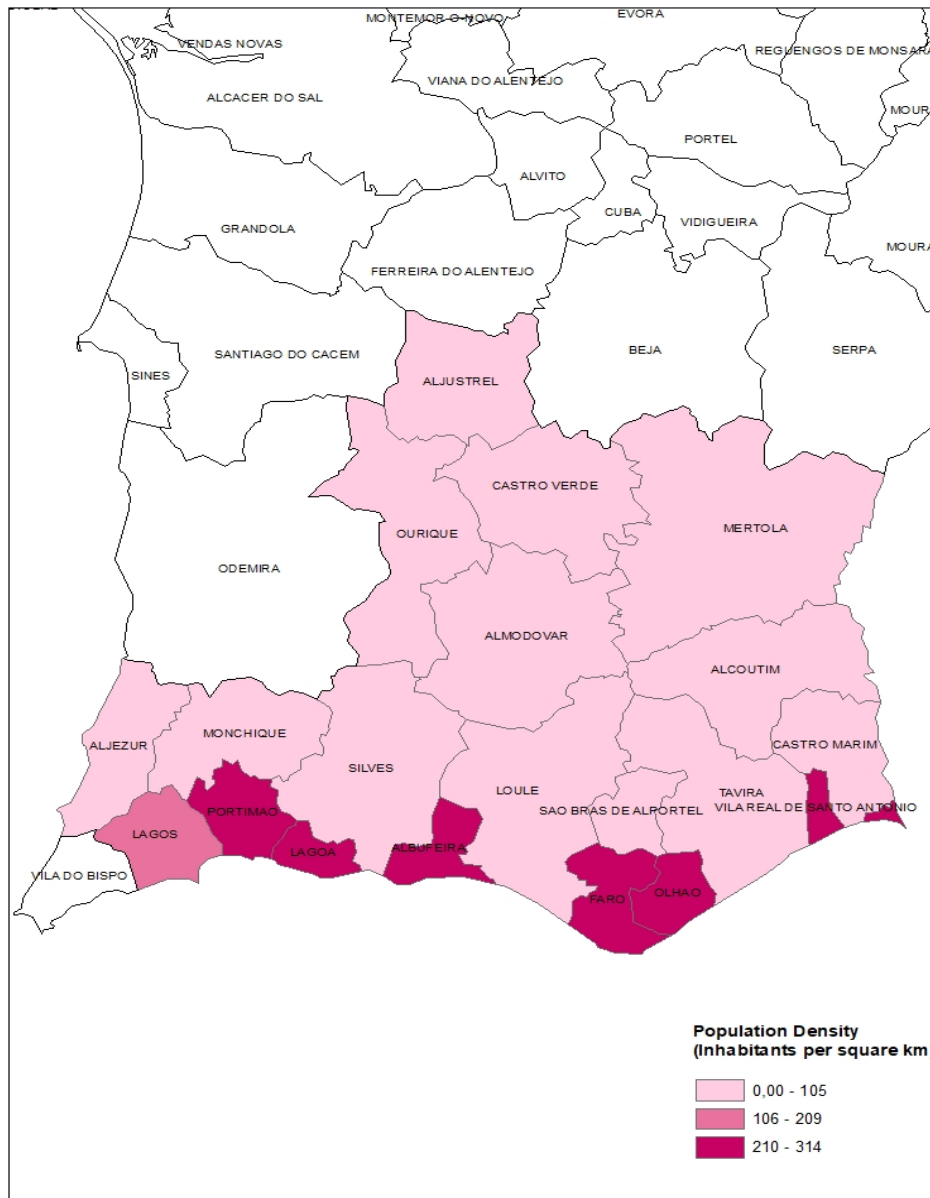 MONTEMOR-O-NOVO
EVORA
VENDAS NOVAS
REGUENGOS DE MONSARA
VIANA DO ALENTEJO
ALCACER DO SAL
MOURA
PORTEL
ALVITO
CUBA
VIDIGUEIRA
GRANDOLA
MOURA
FERREIRA DO ALENTEJO
SANTIAGO DO CACEM
BEJA
SERPA
SINES
ALJUSTREL
CASTRO VERDE
OURIQUE
MERTOLA
ODEMIRA
ALMODOVAR
ALCOUTIM
MONCHIQUE
ALJEZUR
CASTRO MARIM
SILVES
LOULE
TAVIRA
SAO BRAS DE ALPORTEL
VILA REAL DE SANTO ANTONIO
PORTIMAO
LAGOS
LAGOA
ALBUFEIRA
VILA DO BISPO
FARO
OLHAO
Population Density
(Inhabitants per square km
0,00 - 105
106 - 209
210 - 314